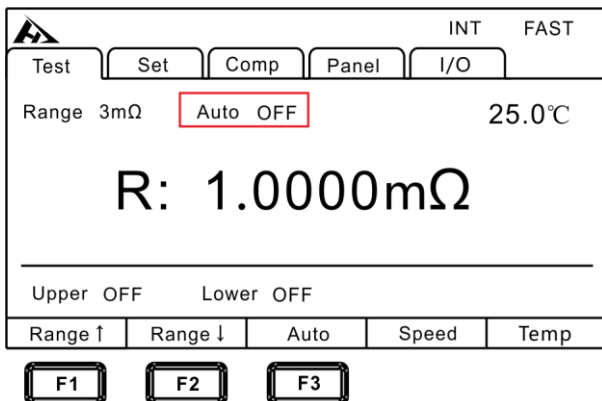 INT FAST
Test Set Comp Panel I/O
Range 3mΩ Auto OFF 25.0℃
R: 1.0000mΩ
Upper OFF Lower OFF
Range↑ Range↓ Auto Speed Temp
F1 F2 F3